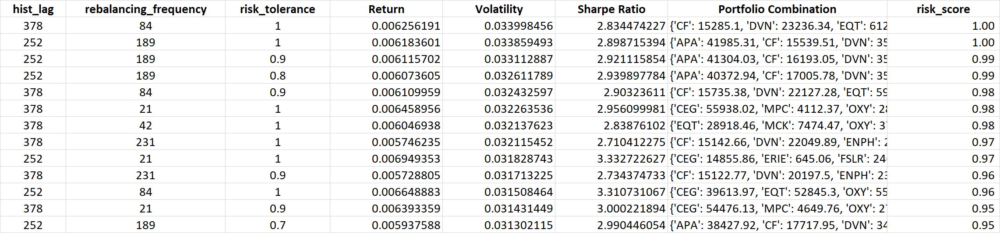 hist_lag rebalancing_frequency risk_tolerance Return Volatility Sharpe Ratio Portfolio Combination risk_score
378 84 1 0.006256191 0.033998456 2.834474227 {'CF': 15285.1, 'DVN': 23236.34, 'EQT': 612 1.00
252 189 1 0.006183601 0.033859493 2.898715394 {'APA': 41985.31, 'CF': 15539.51, 'DVN': 35 1.00
252 189 0.9 0.006115702 0.033112887 2.921115854 {'APA': 41304.03, 'CF': 16193.05, 'DVN': 35 0.99
252 189 0.8 0.006073605 0.032611789 2.939897784 {'APA': 40372.94, 'CF': 17005.78, 'DVN': 35 0.99
378 84 0.9 0.006109959 0.032432597 2.90323611 {'CF': 15735.38, 'DVN': 22127.28, 'EQT': 59 0.98
378 21 1 0.006458956 0.032263536 2.956099981 {'CEG': 55938.02, 'MPC': 4112.37, 'OXY': 28 0.98
378 42 1 0.006046938 0.032137623 2.83876102 {'EQT': 28918.46, 'MCK': 7474.47, 'OXY': 37 0.98
378 231 1 0.005746235 0.032115452 2.710412275 {'CF': 15142.66, 'DVN': 22049.89, 'ENPH': 2 0.97
252 21 1 0.006949353 0.031828743 3.332722627 {'CEG': 14855.86, 'ERIE': 645.06, 'FSLR': 246 0.97
378 231 0.9 0.005728805 0.031713225 2.734374733 {'CF': 15122.77, 'DVN': 20197.5, 'ENPH': 23 0.96
252 84 1 0.006648883 0.031508464 3.310731067 {'CEG': 39613.97, 'EQT': 52845.3, 'OXY': 55 0.96
378 21 0.9 0.006393359 0.031431449 3.000221894 {'CEG': 54476.13, 'MPC': 4649.76, 'OXY': 27 0.95
252 189 0.7 0.005937588 0.031302115 2.990446054 {'APA': 38427.92, 'CF': 17717.95, 'DVN': 34 0.95